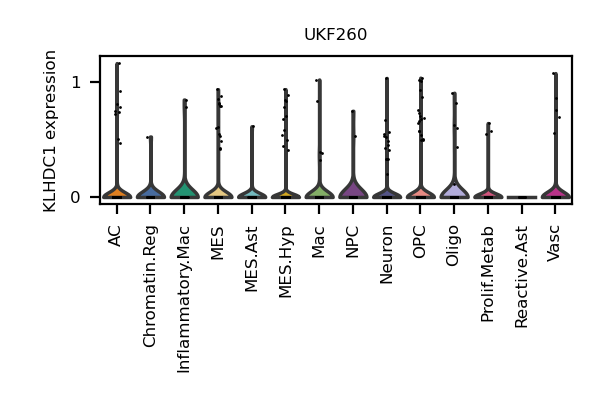 UKF260
KLHDC1 expression
1
0
AC
Chromatin.Reg
Inflammatory.Mac
MES
MES.Ast
MES.Hyp
Mac
NPC
Neuron
OPC
Oligo
Prolif.Metab
Reactive.Ast
Vasc